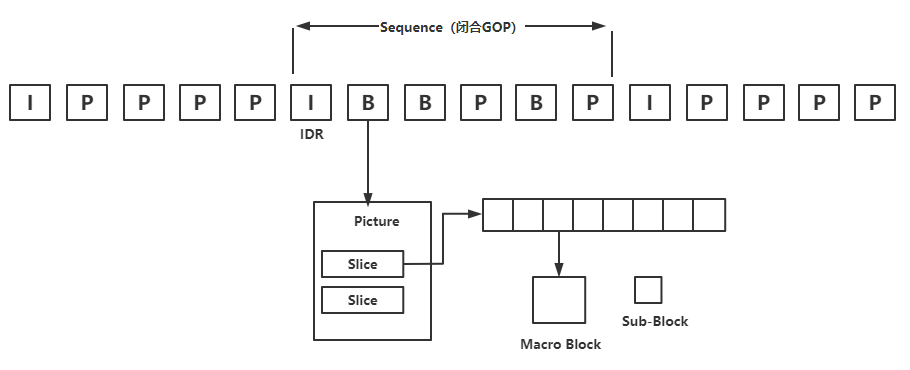 Sequence（闭合GOP）
I P P P P I B B P B P I P P P P
IDR
Picture
Slice
Slice
Sub-Block
Macro Block